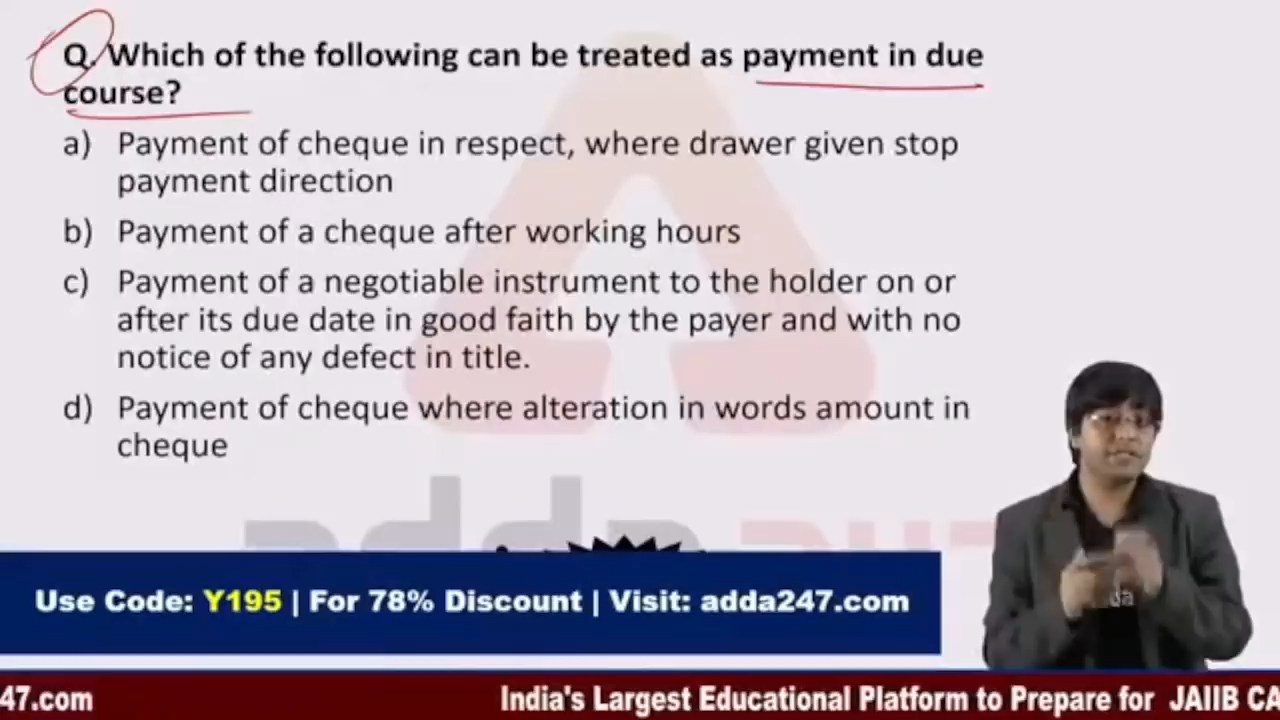 Q. Which of the following can be treated as payment in due
course?
a) Payment of cheque in respect, where drawer given stop
payment direction
b) Payment of a cheque after working hours
c) Payment of a negotiable instrument to the holder on or
after its due date in good faith by the payer and with no
notice of any defect in title.
d) Payment of cheque where alteration in words amount in
cheque
Use Code: Y195 | For 78% Discount | Visit: adda247.com
47.com
India's Largest Educational Platform to Prepare for JAIIB CA